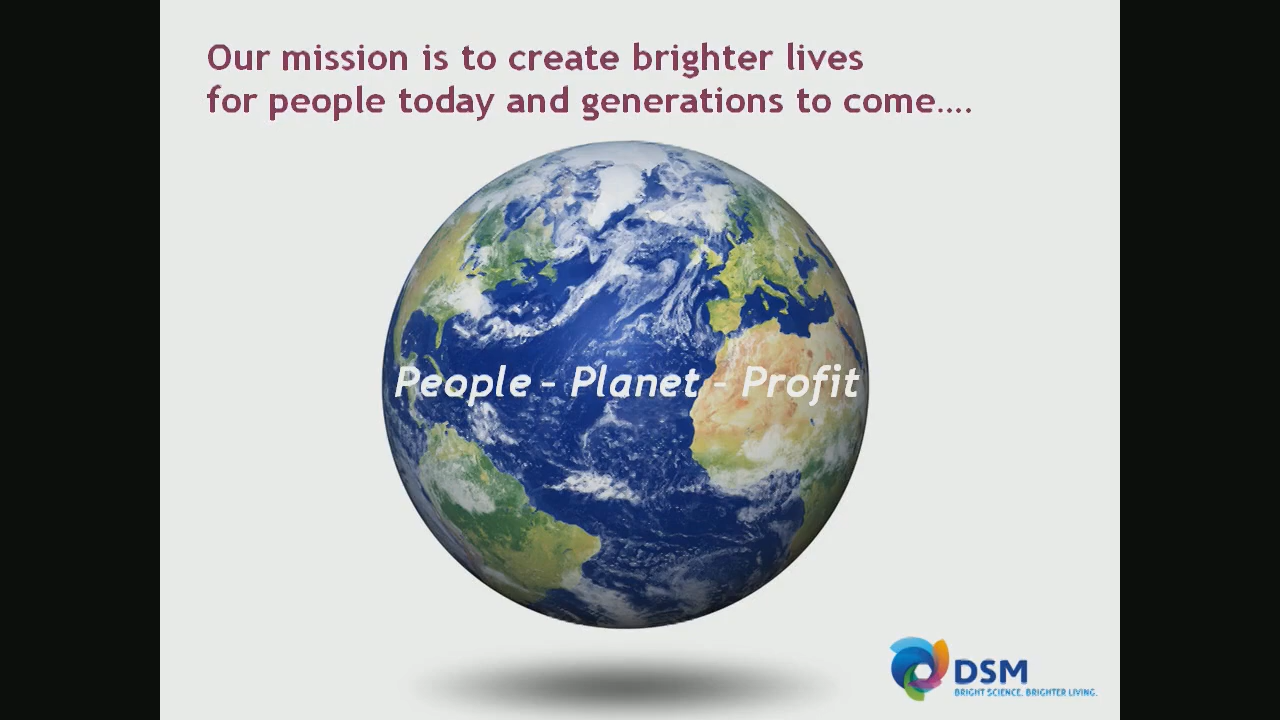 Our mission is to create brighter lives
for people today and generations to come....
People – Planet – Profit
DSM
BRIGHT SCIENCE. BRIGHTER LIVING.